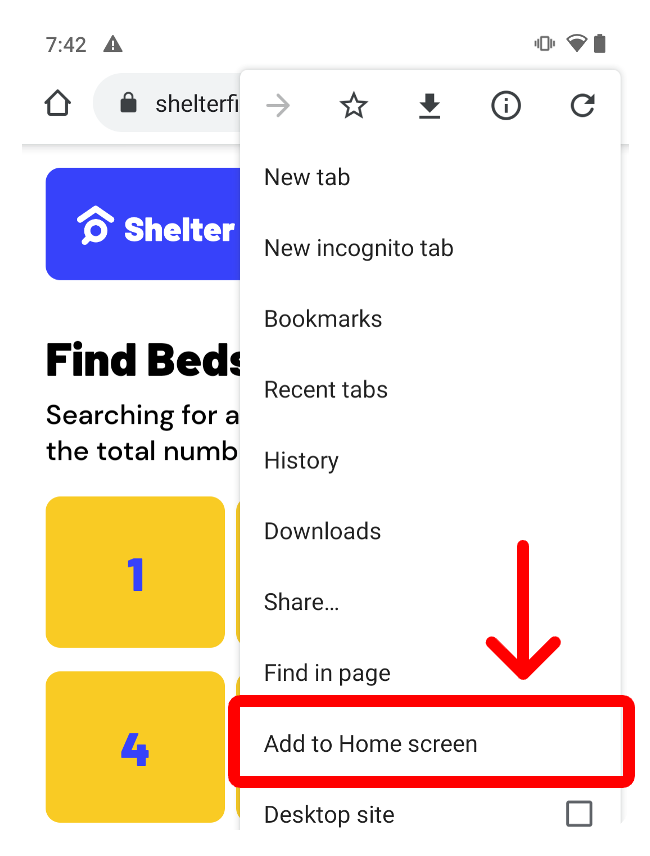 7:42
shelterfi
Shelter
Find Beds
Searching for a
the total numb
1
4
New tab
New incognito tab
Bookmarks
Recent tabs
History
Downloads
Share...
Find in page
Add to Home screen
Desktop site